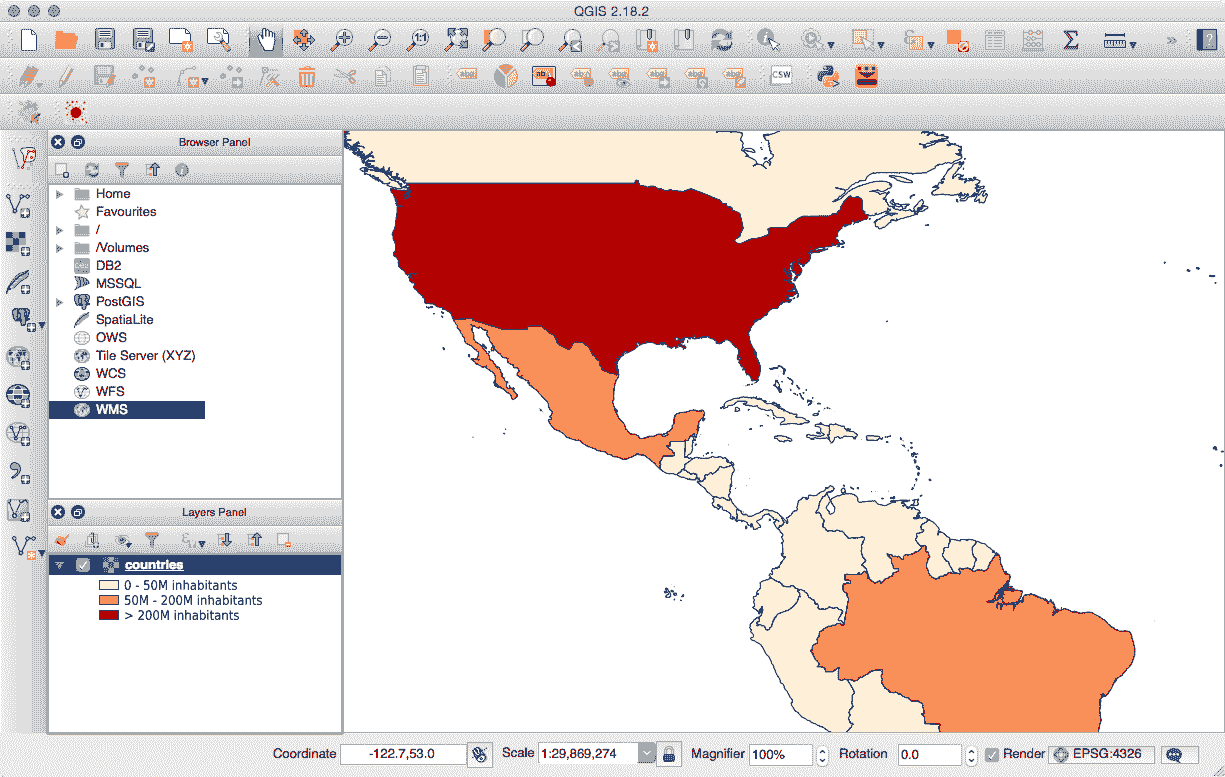 QGIS 2.18.2
CSW
Browser Panel
Home
Favourites
/
/Volumes
DB2
MSSQL
PostGIS
SpatiaLite
OWS
Tile Server (XYZ)
WCS
WFS
WMS
Layers Panel
countries
0 - 50M inhabitants
50M - 200M inhabitants
> 200M inhabitants
Coordinate -122.7,53.0 Scale 1:29,869,274 Magnifier 100% Rotation 0.0 Render EPSG:4326